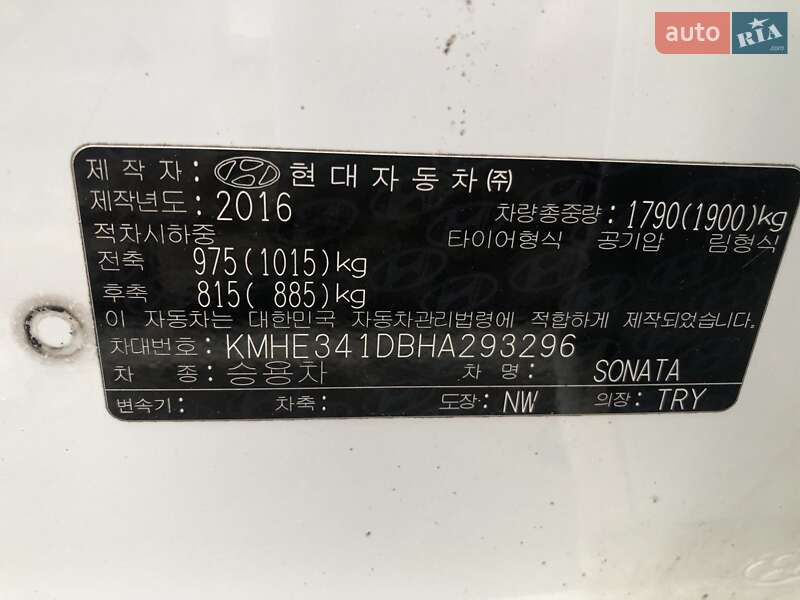 auto RIA.com
제 작 자: 현대자동차㈜
제작년도: 2016 차량총중량: 1790(1900)kg
적차시하중 타이어형식 공기압 림형식
전축 975(1015)kg
후축 815( 885)kg
이 자동차는 대한민국 자동차관리법령에 적합하게 제작되었습니다.
차대번호: KMHE341DBHA293296
차 종: 승용차 차 명: SONATA
변속기: 차축: 도장: NW 의장: TRY